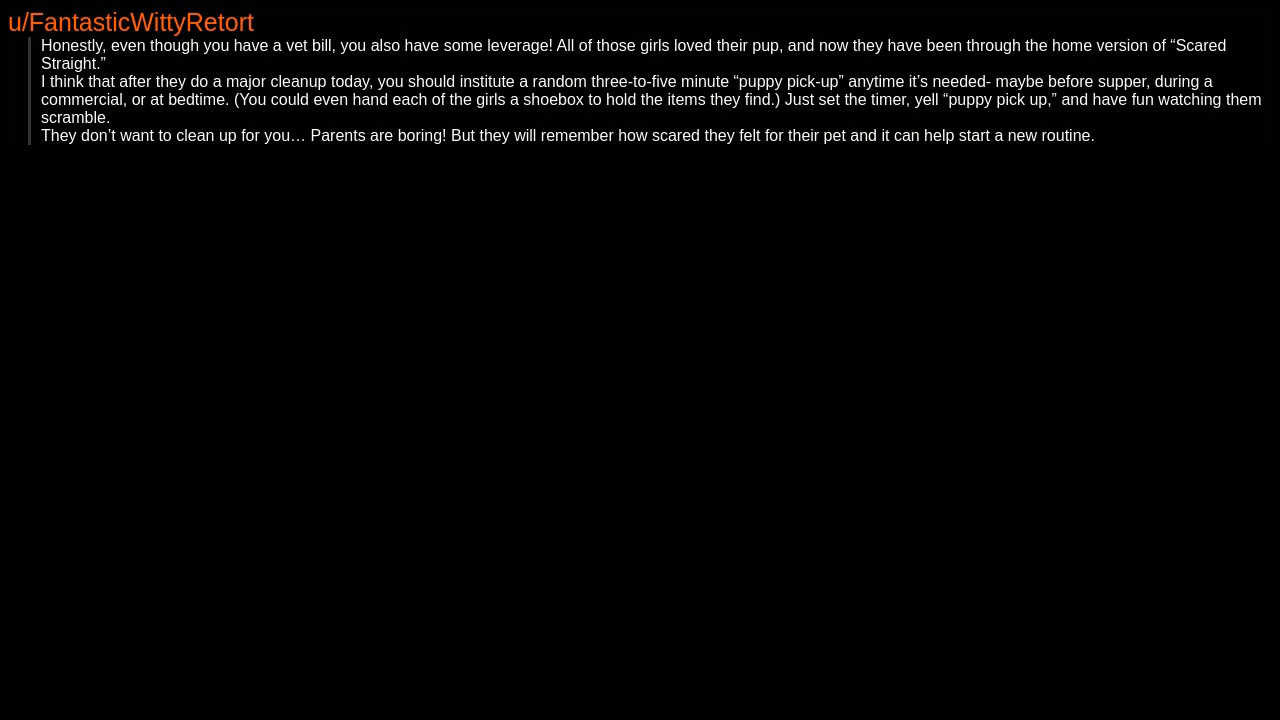 u/FantasticWittyRetort
Honestly, even though you have a vet bill, you also have some leverage! All of those girls loved their pup, and now they have been through the home version of “Scared
Straight.”
I think that after they do a major cleanup today, you should institute a random three-to-five minute “puppy pick-up” anytime it’s needed- maybe before supper, during a
commercial, or at bedtime. (You could even hand each of the girls a shoebox to hold the items they find.) Just set the timer, yell “puppy pick up,” and have fun watching them
scramble.
They don’t want to clean up for you… Parents are boring! But they will remember how scared they felt for their pet and it can help start a new routine.